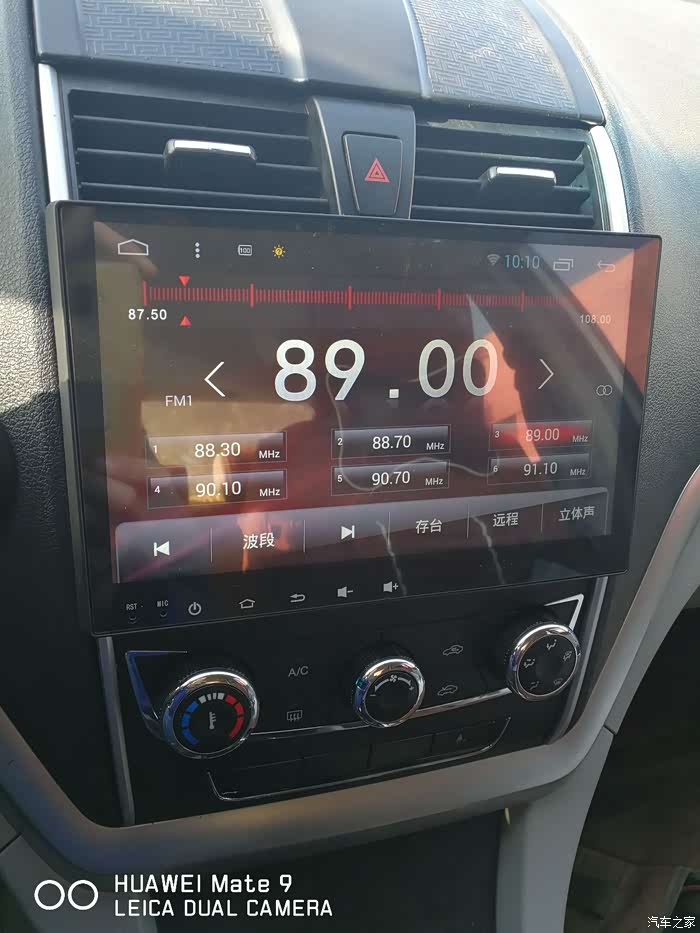 100
10:10
87.50
108.00
89.00
FM1
1 88.30 MHz
2 88.70 MHz
3 89.00 MHz
4 90.10 MHz
5 90.70 MHz
6 91.10 MHz
波段
存台
远程
立体声
RST
MIC
A/C
HUAWEI Mate 9
LEICA DUAL CAMERA
汽车之家